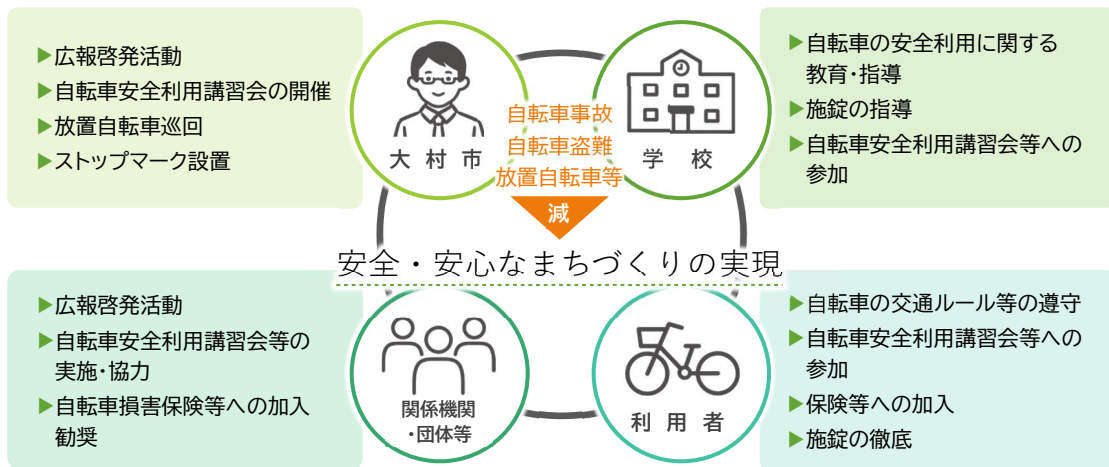 ▶広報啓発活動
▶自転車安全利用講習会の開催
▶放置自転車巡回
▶ストップマーク設置
大村市
自転車事故
自転車盗難
放置自転車等
減
学校
▶自転車の安全利用に関する
教育・指導
▶施錠の指導
▶自転車安全利用講習会等への
参加
安全・安心なまちづくりの実現
▶広報啓発活動
▶自転車安全利用講習会等の
実施・協力
▶自転車損害保険等への加入
勧奨
関係機関
・団体等
利用者
▶自転車の交通ルール等の遵守
▶自転車安全利用講習会等への
参加
▶保険等への加入
▶施錠の徹底